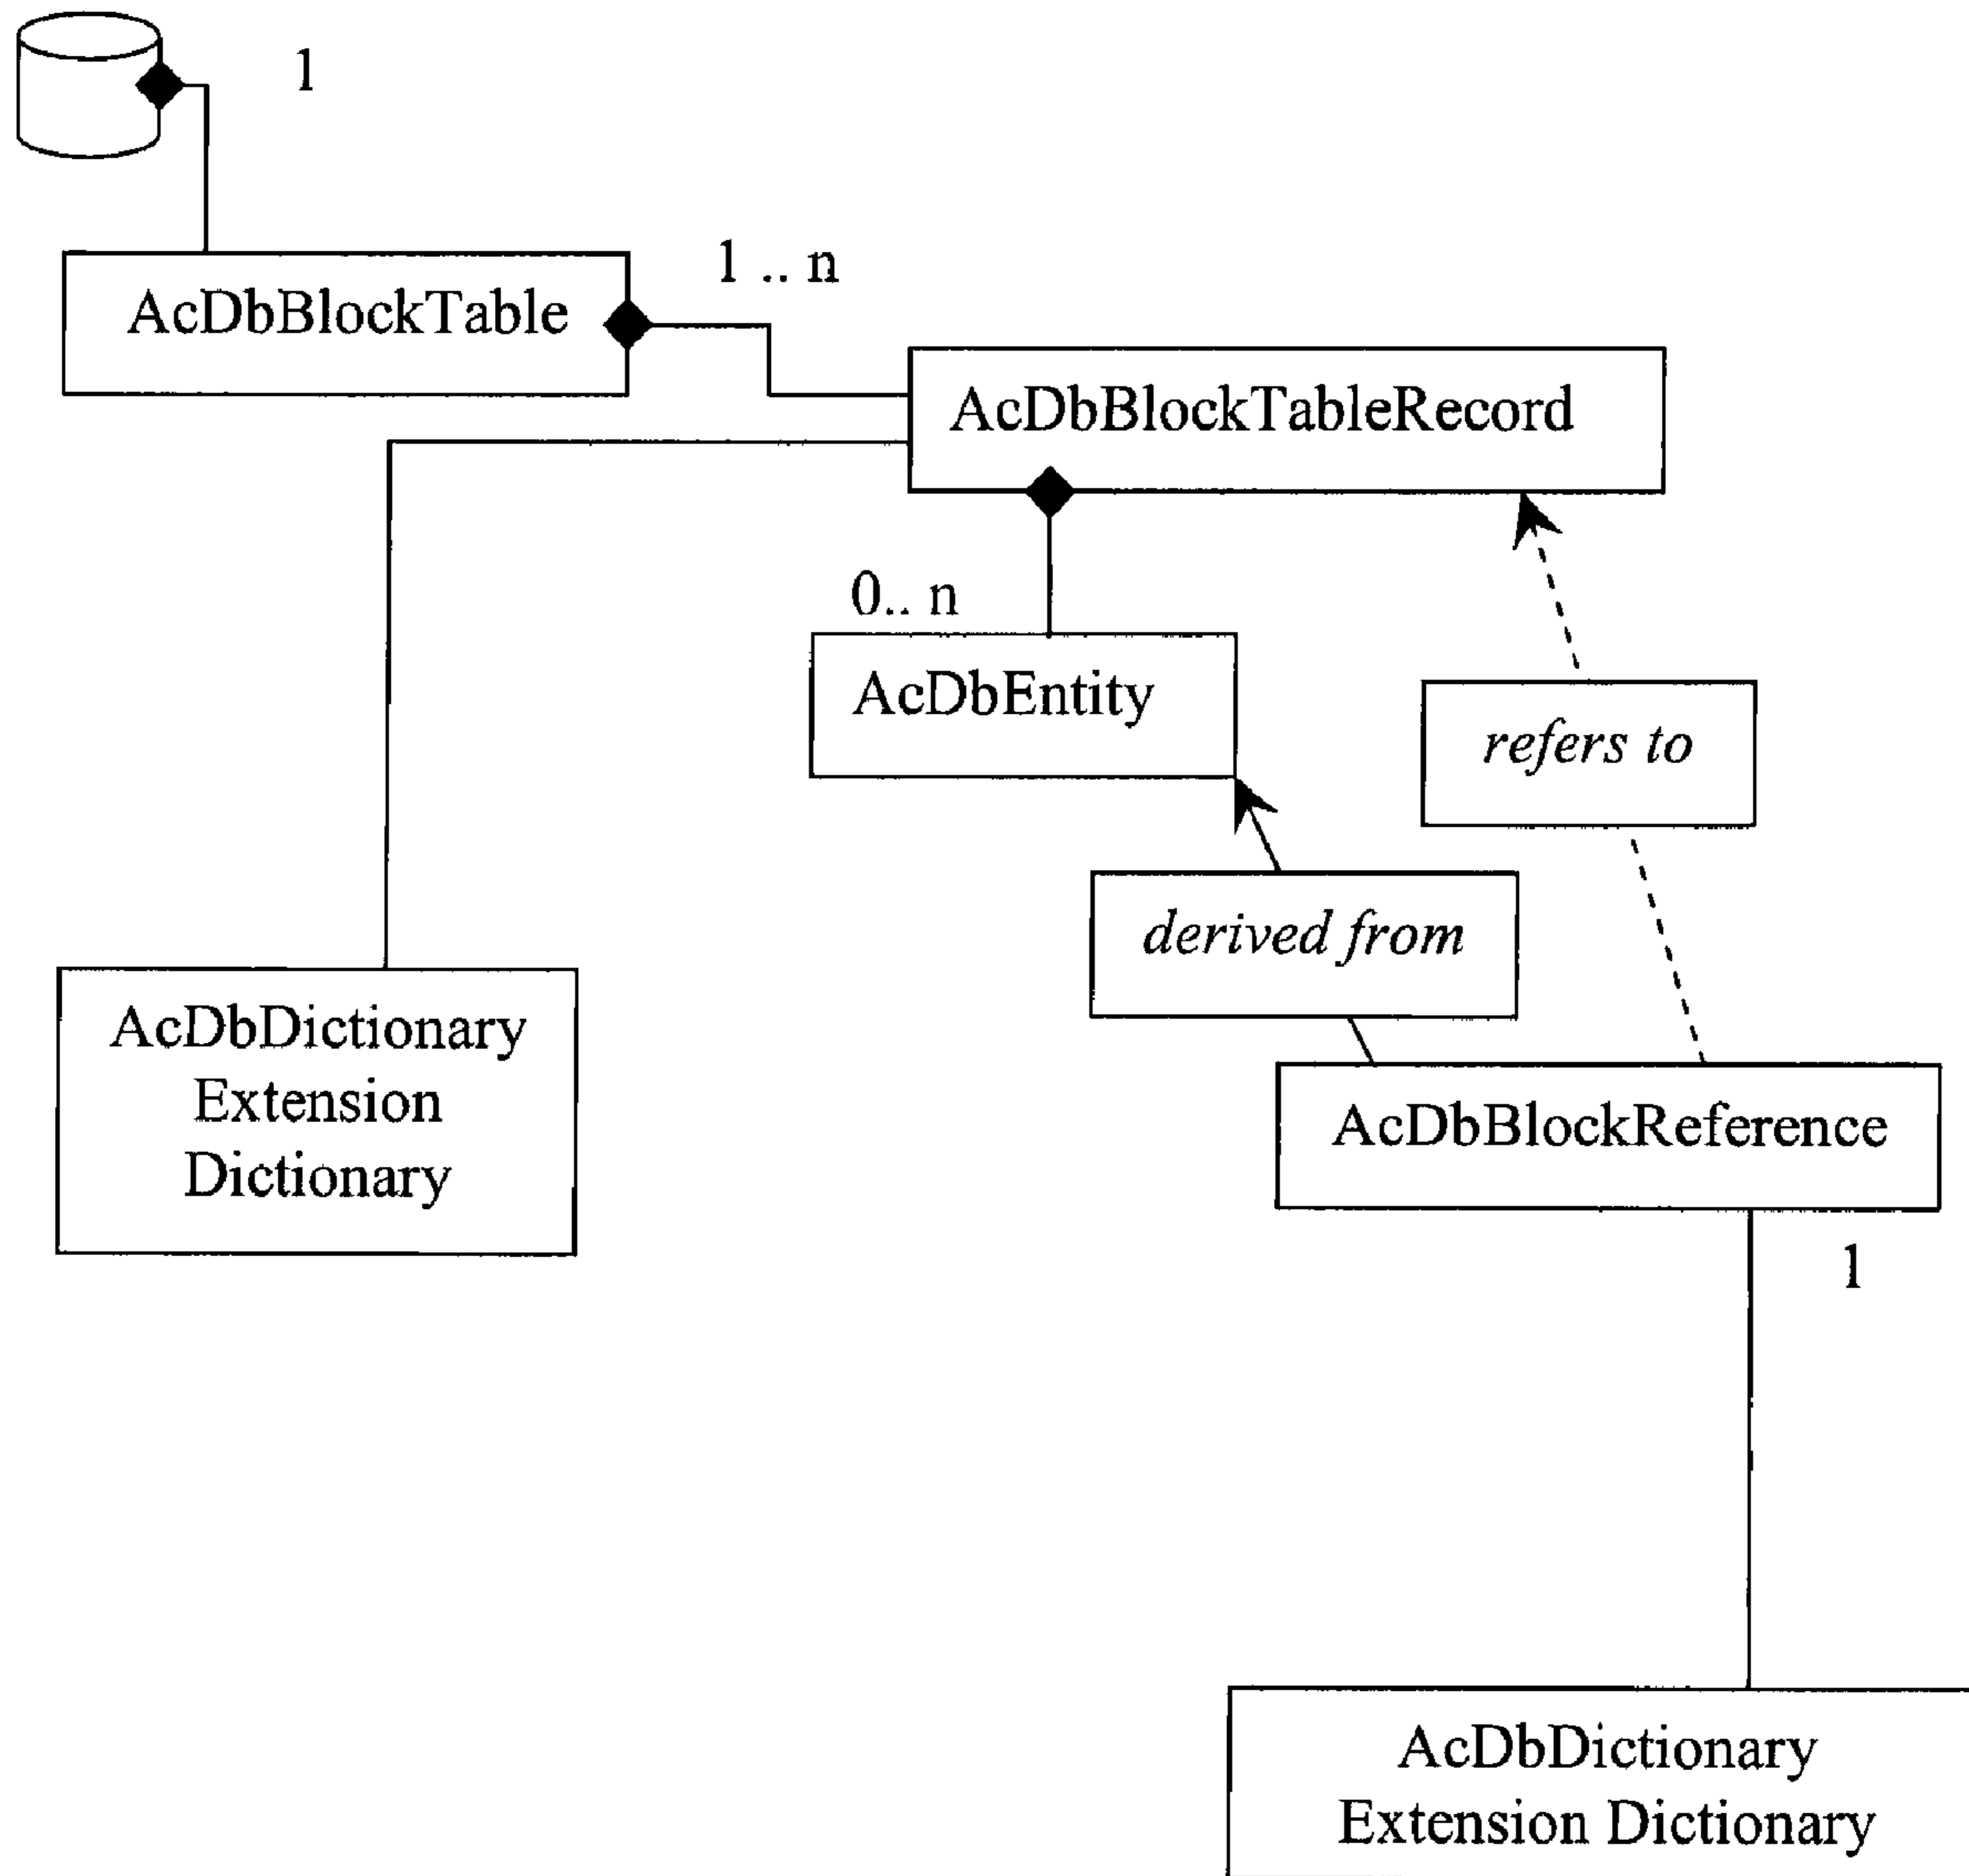 1
AcDbBlockTable
1 .. n
AcDbBlockTableRecord
0.. n
AcDbEntity
refers to
derived from
AcDbDictionary
Extension
Dictionary
AcDbBlockReference
1
AcDbDictionary
Extension Dictionary